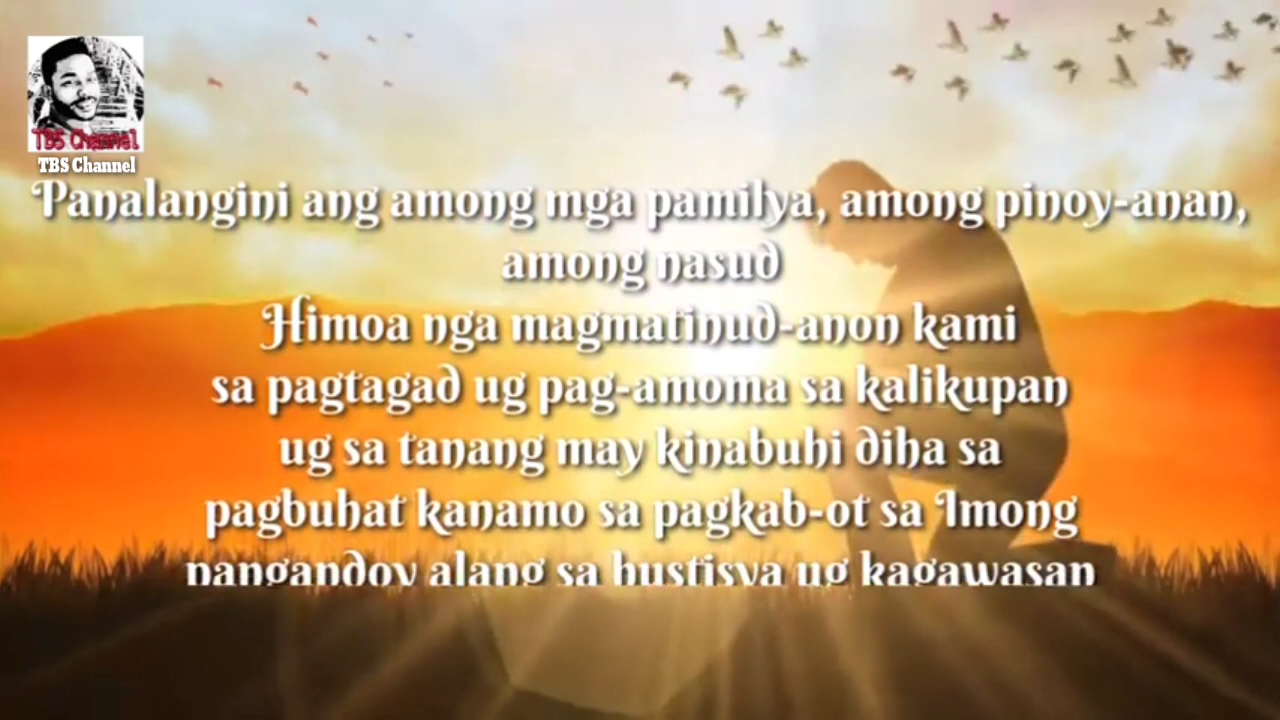 TBS Channel
TBS Channel
Panalangini ang among mga pamilya, among pinoy-anan,
among nasud
Himoa nga magmatinud-anon kami
sa pagtagad ug pag-amoma sa kalikupan
ug sa tanang may kinabuhi diha sa
pagbuhat kanamo sa pagkab-ot sa Imong
pangandoy alang sa hustisya ug kagawasan